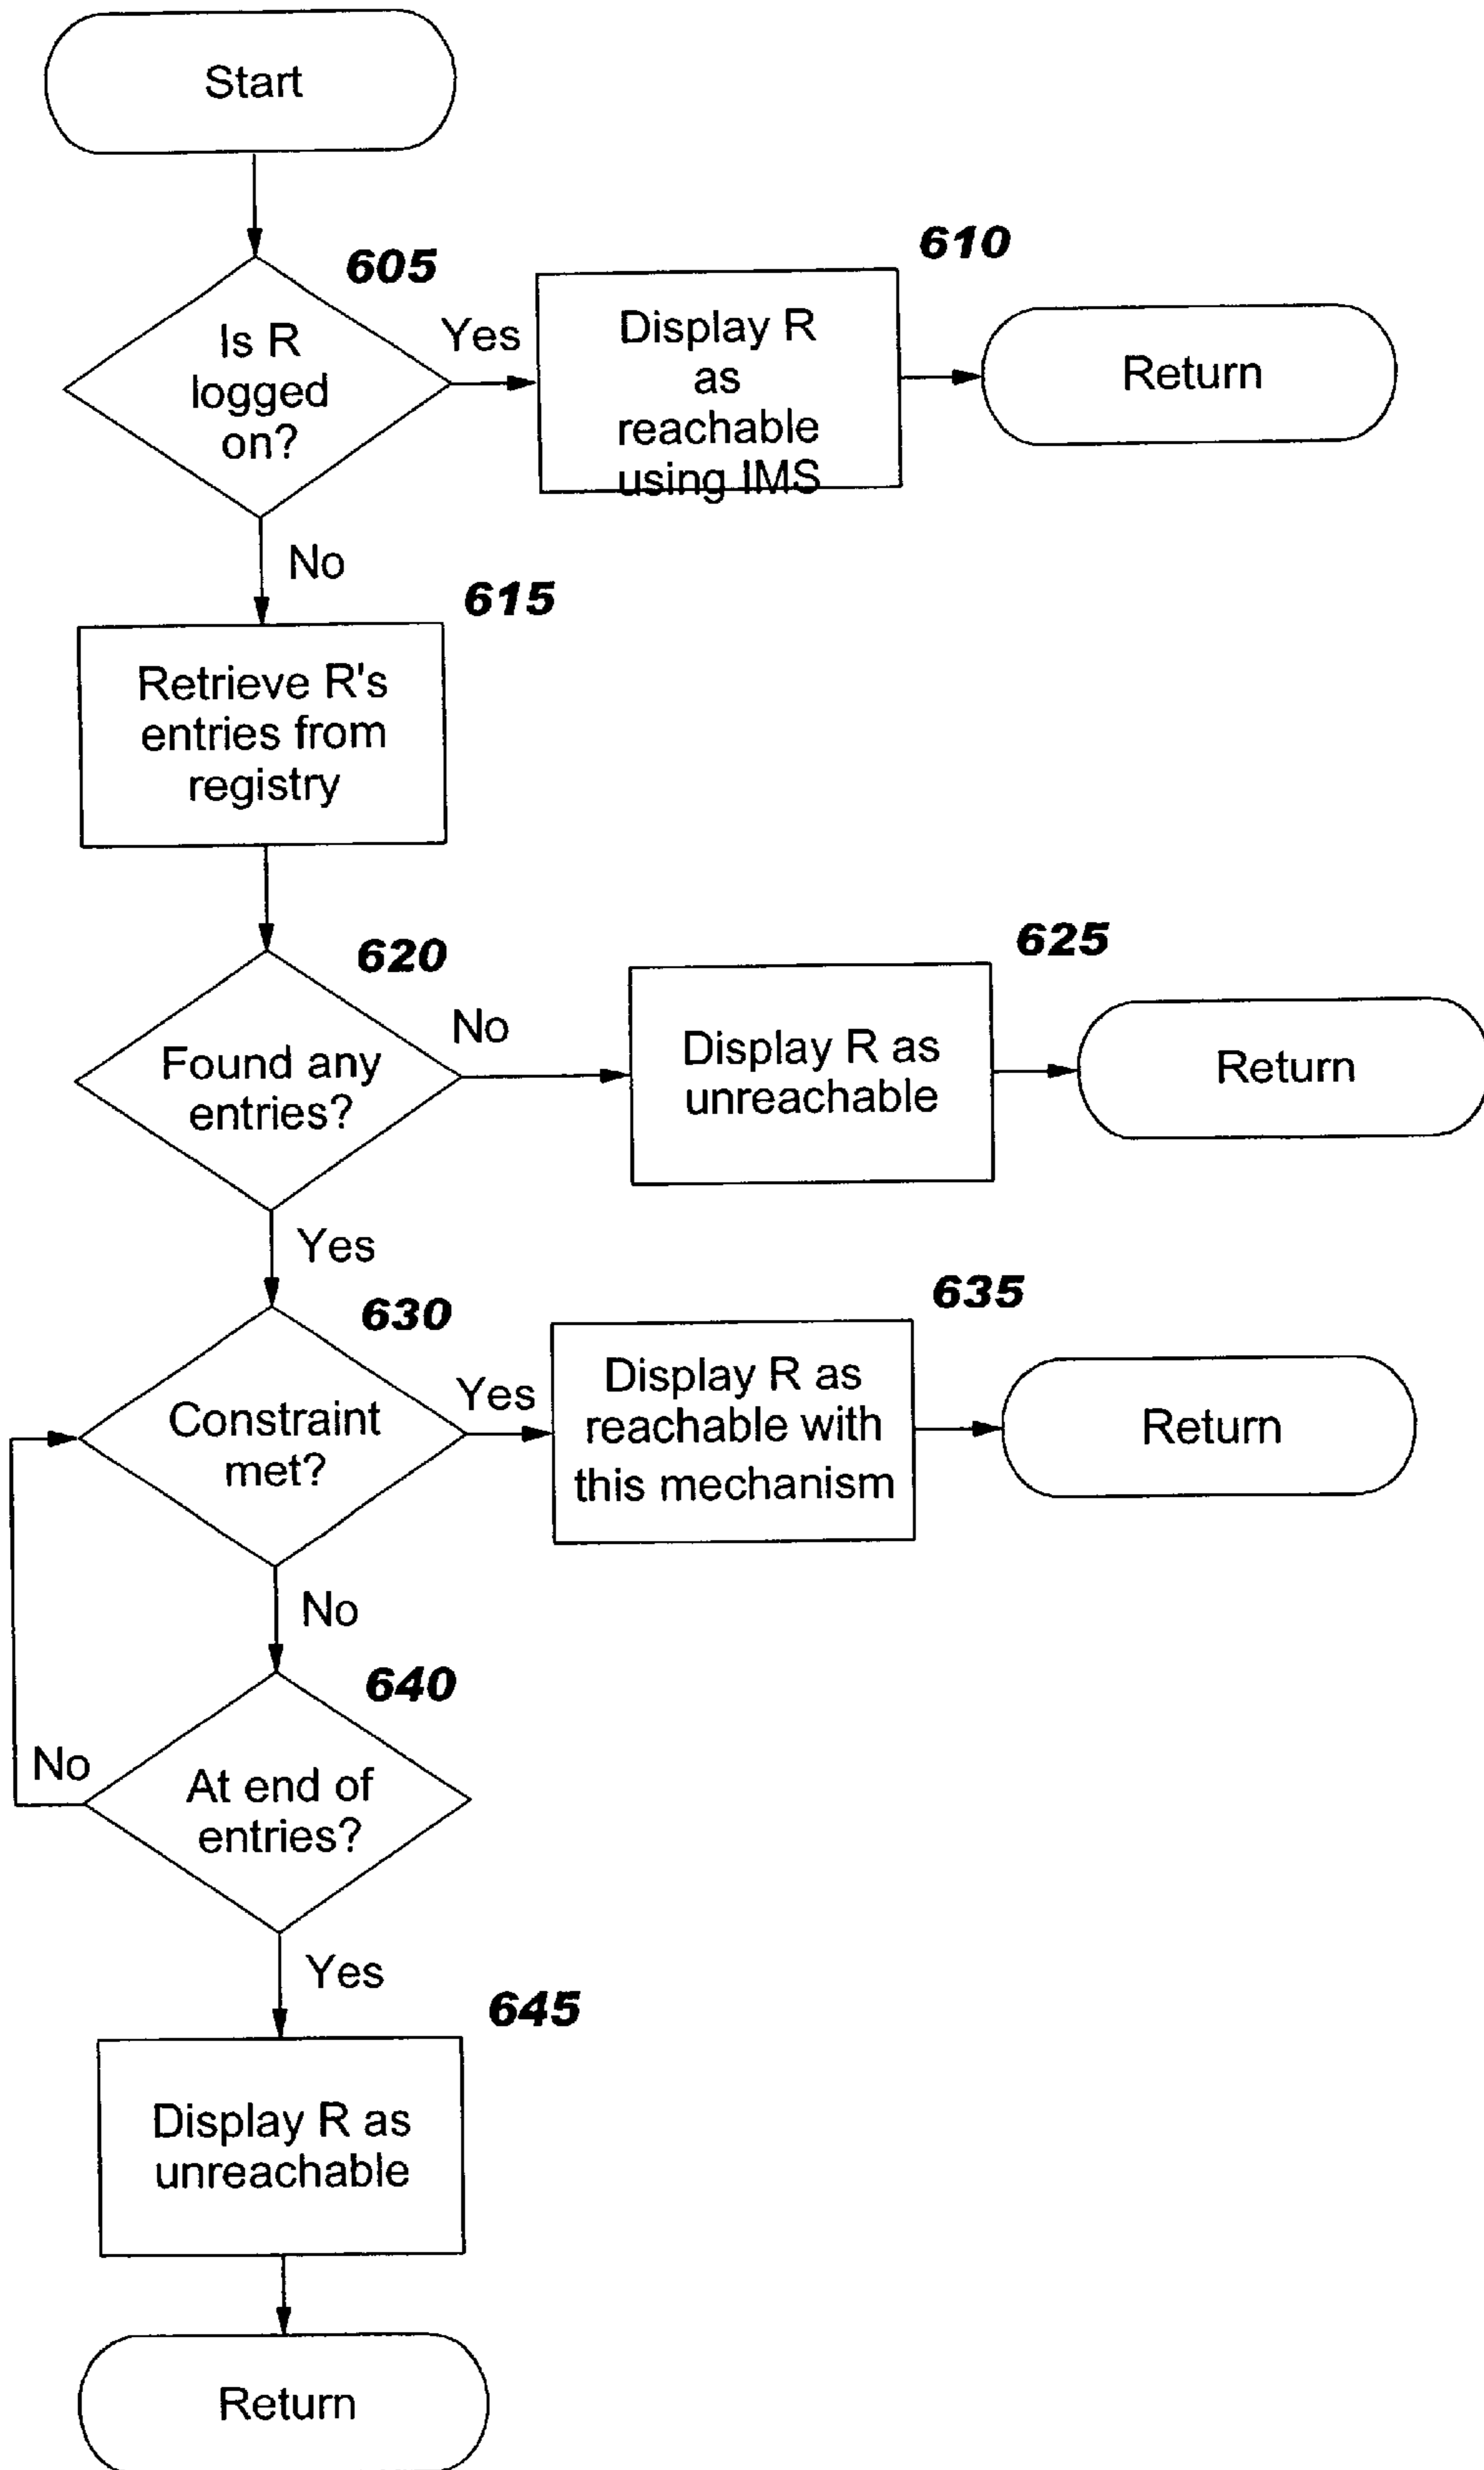 Start
605
Is R
logged
on?
Yes
610
Display R
as
reachable
using IMS
Return
No
615
Retrieve R's
entries from
registry
620
Found any
entries?
No
625
Display R as
unreachable
Return
Yes
630
Constraint
met?
Yes
635
Display R as
reachable with
this mechanism
Return
No
640
At end of
entries?
No
Yes
645
Display R as
unreachable
Return